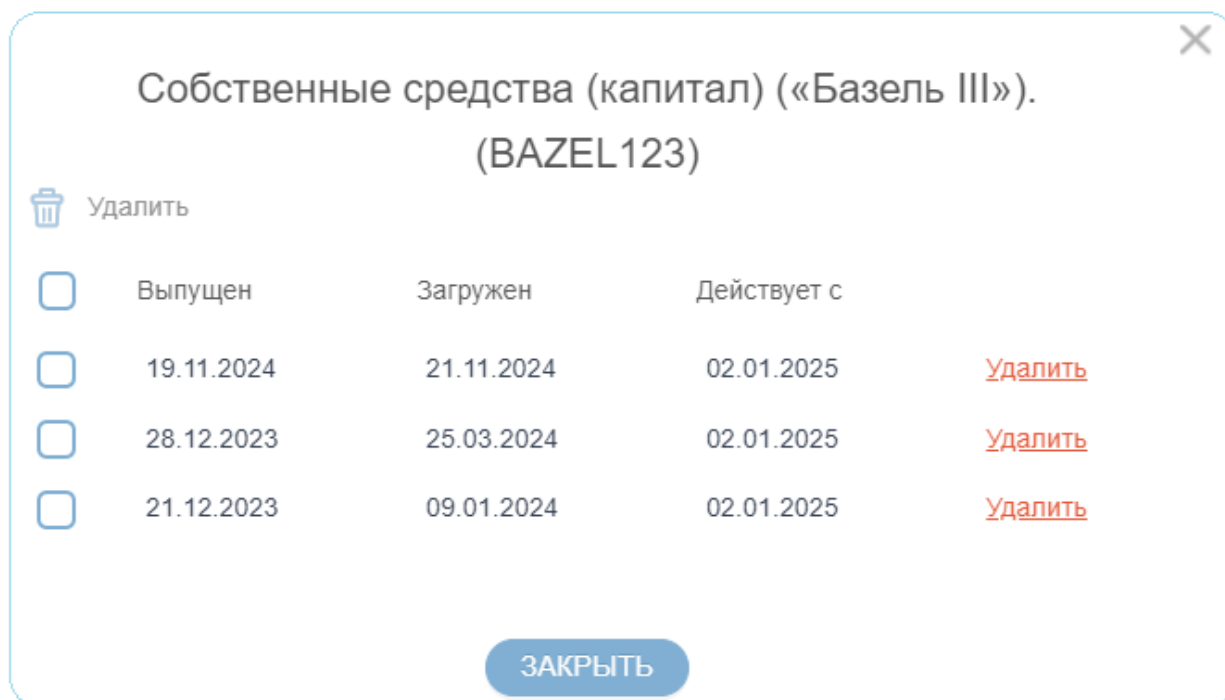 Собственные средства (капитал) («Базель III»).
(BAZEL123)
Удалить
Выпущен Загружен Действует с
19.11.2024 21.11.2024 02.01.2025 Удалить
28.12.2023 25.03.2024 02.01.2025 Удалить
21.12.2023 09.01.2024 02.01.2025 Удалить
ЗАКРЫТЬ